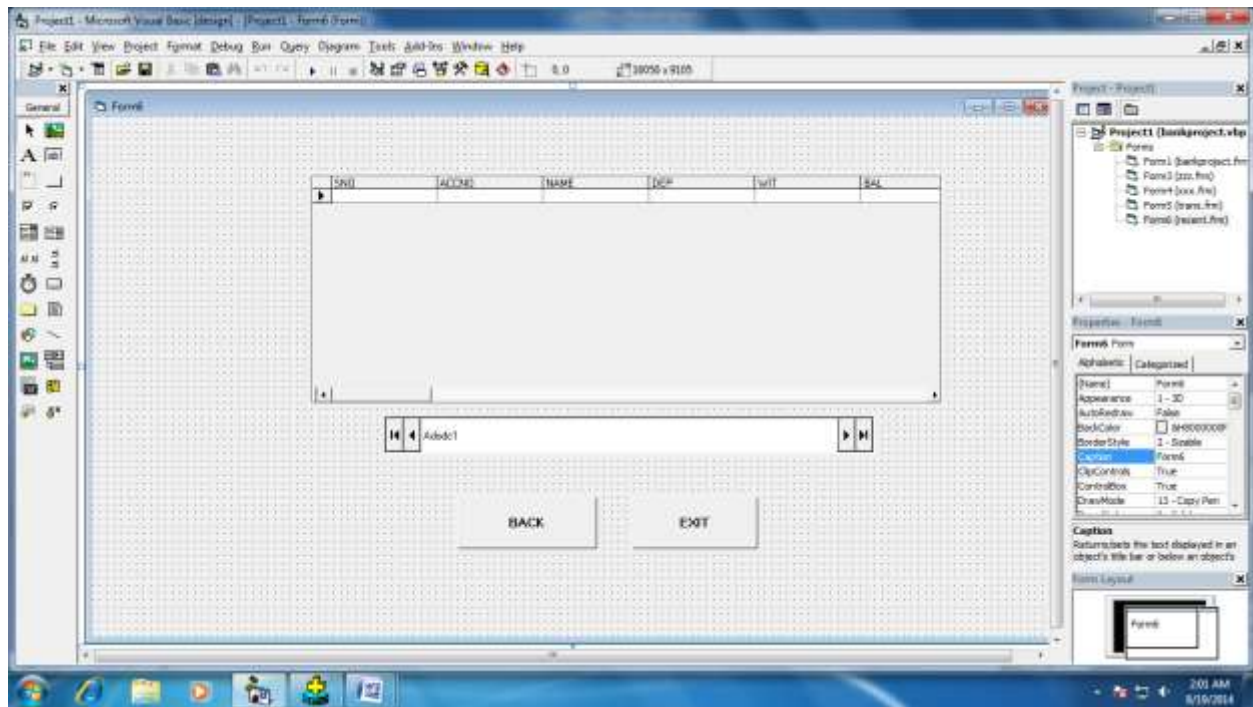 Project1 - Microsoft Visual Basic [design] - [Project1 - Form6 (Form)]
File Edit View Project Format Debug Run Query Diagram Tools Add-Ins Window Help
0,0
General
Form6
SNO ACCNO NAME DEP WIT BAL
Adodc1
BACK EXIT
Project - Project1
Project1 (bankproject.vbp
Forms
Form1 (bankproject.frm
Form3 (zzz.frm)
Form4 (xxx.frm)
Form5 (trans.frm)
Form6 (recent.frm)
Properties - Form6
Form6 Form
Alphabetic Categorized
(Name) Form6
Appearance 1 - 3D
AutoRedraw False
BackColor
BorderStyle 2 - Sizable
Caption Form6
ClipControls True
ControlBox True
DrawMode 13 - Copy Pen
Caption
Returns/sets the text displayed in an
object's title bar or below an object's
Form Layout
Form6
2:01 AM